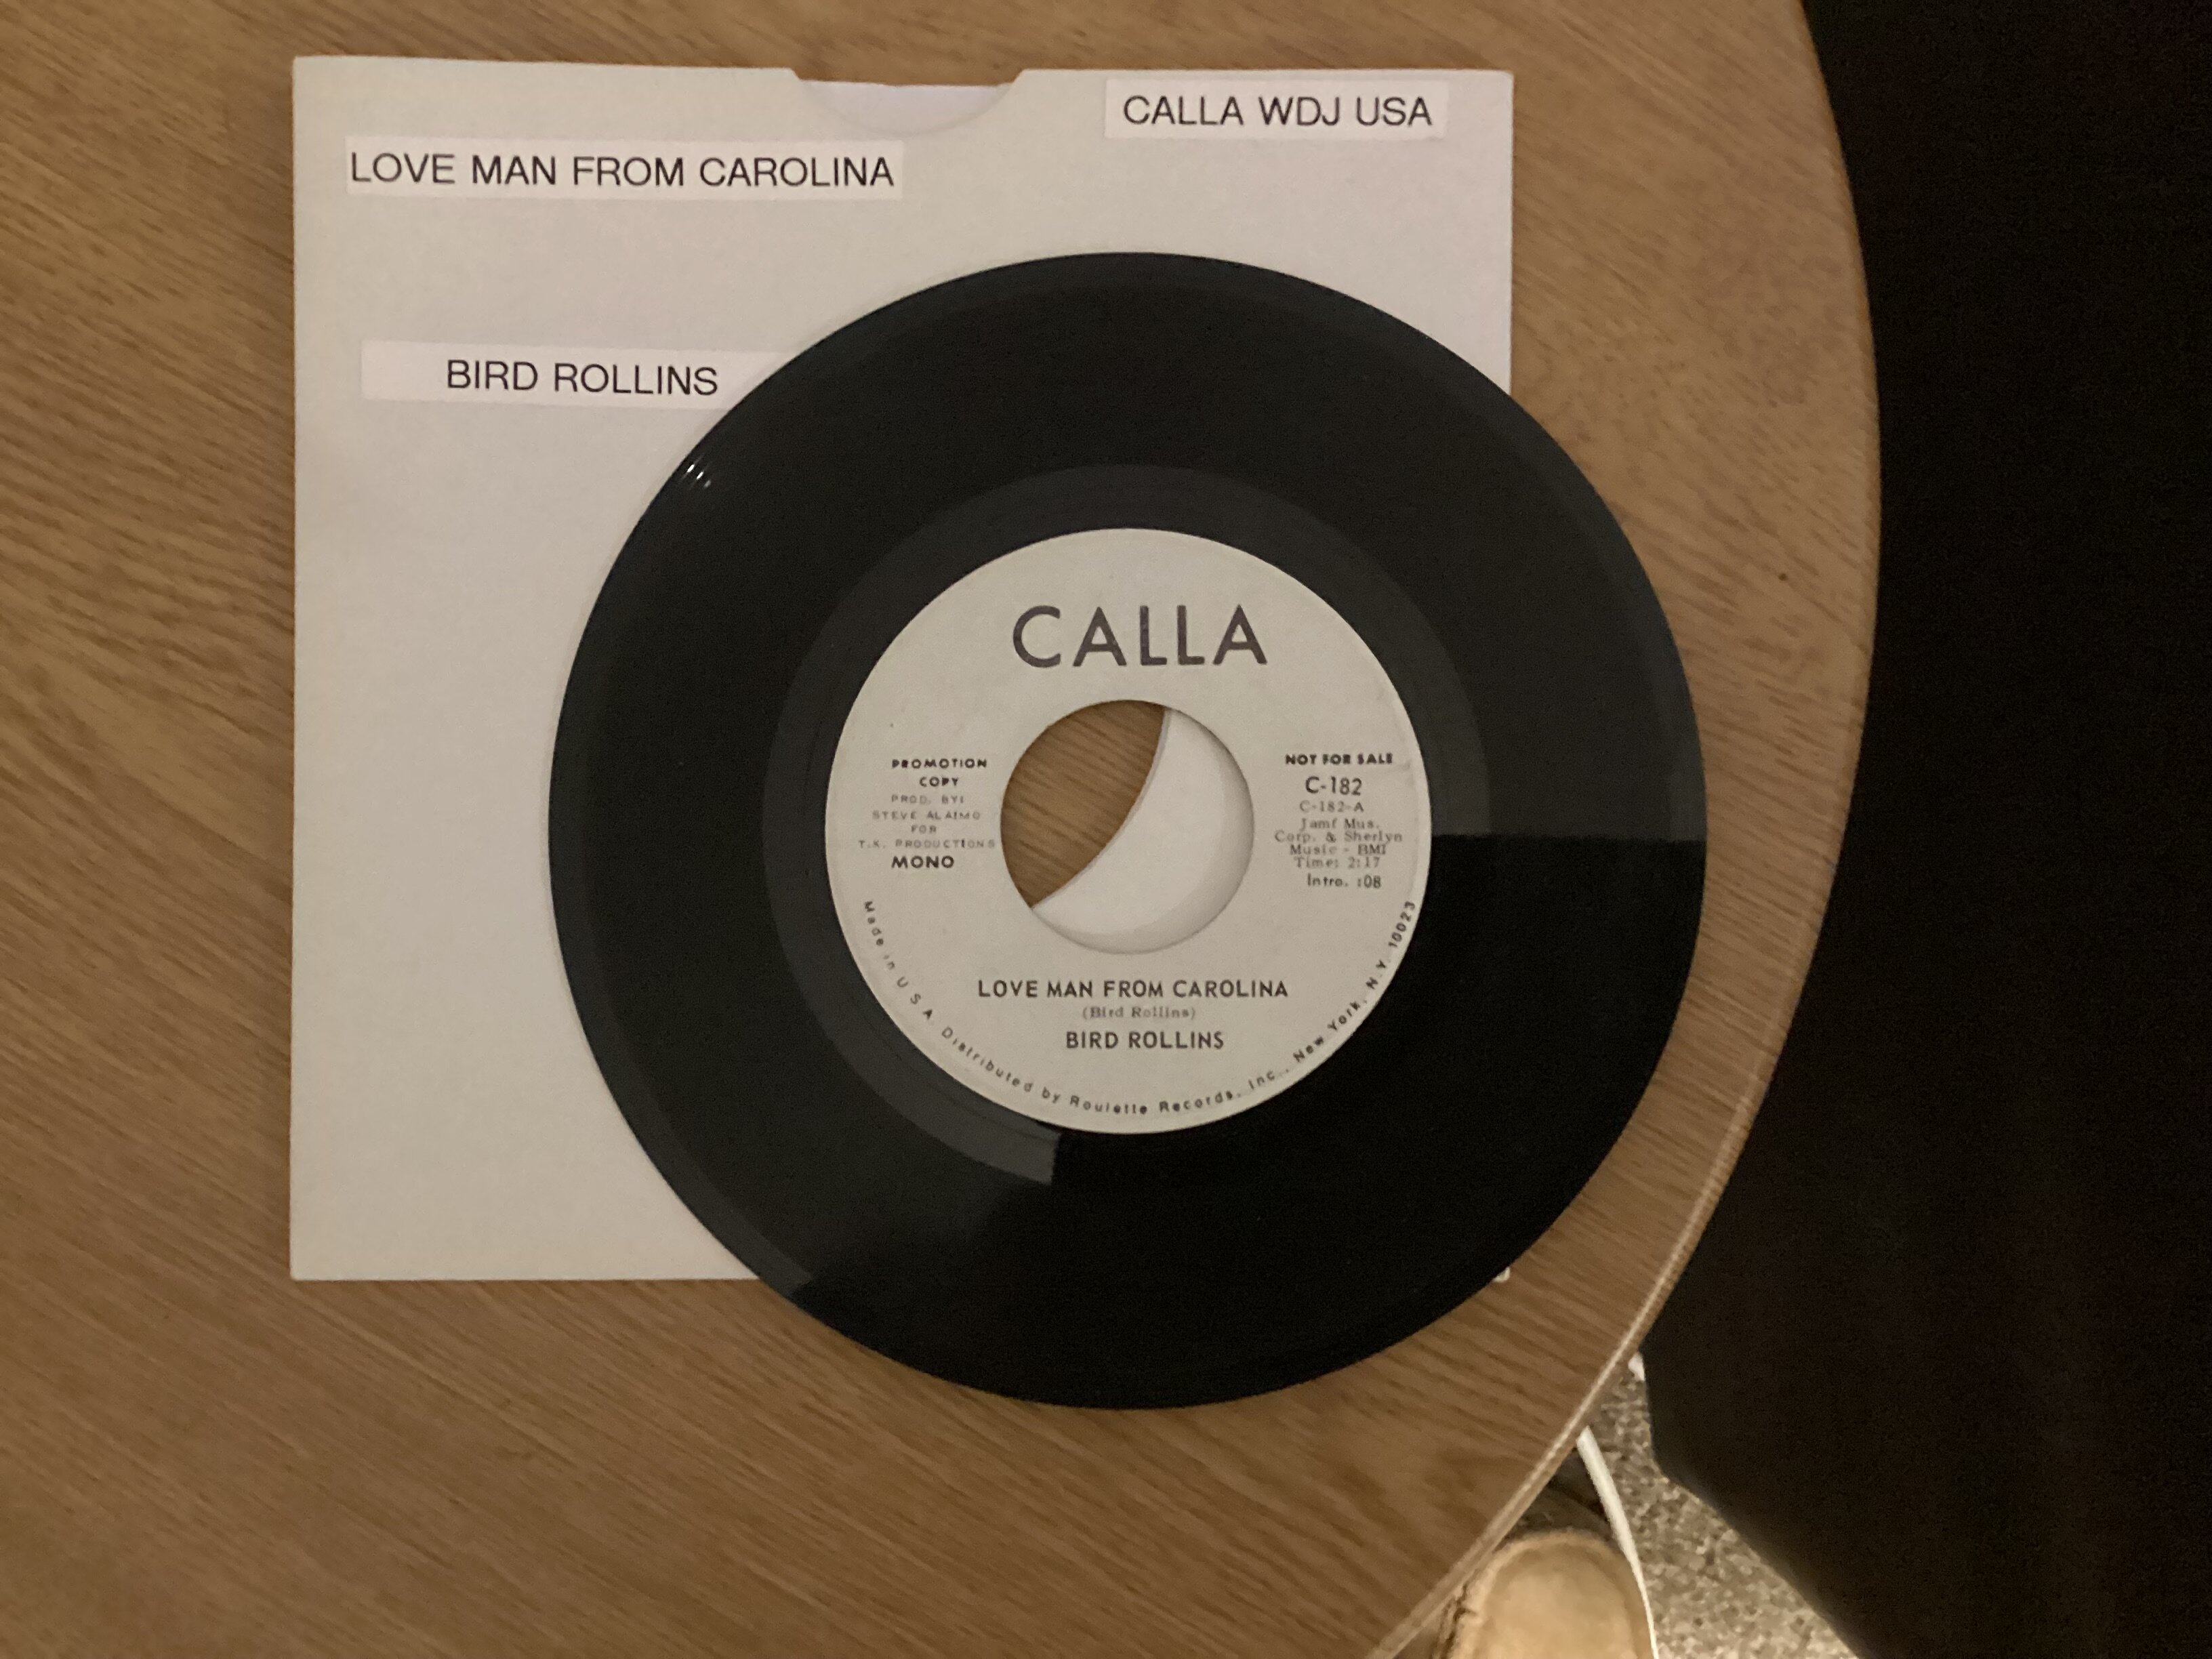 CALLA WDJ USA
LOVE MAN FROM CAROLINA
BIRD ROLLINS
CALLA
PROMOTION
COPY
PROD. BY:
STEVE ALAIMO
FOR
T.K. PRODUCTIONS
MONO
NOT FOR SALE
C-182
C-182-A
Jamf Mus.
Corp. & Sherlyn
Music - BMI
Time: 2:17
Intro. :08
LOVE MAN FROM CAROLINA
(Bird Rollins)
BIRD ROLLINS
Made in U.S.A. Distributed by Roulette Records, Inc., New York, N.Y. 10023